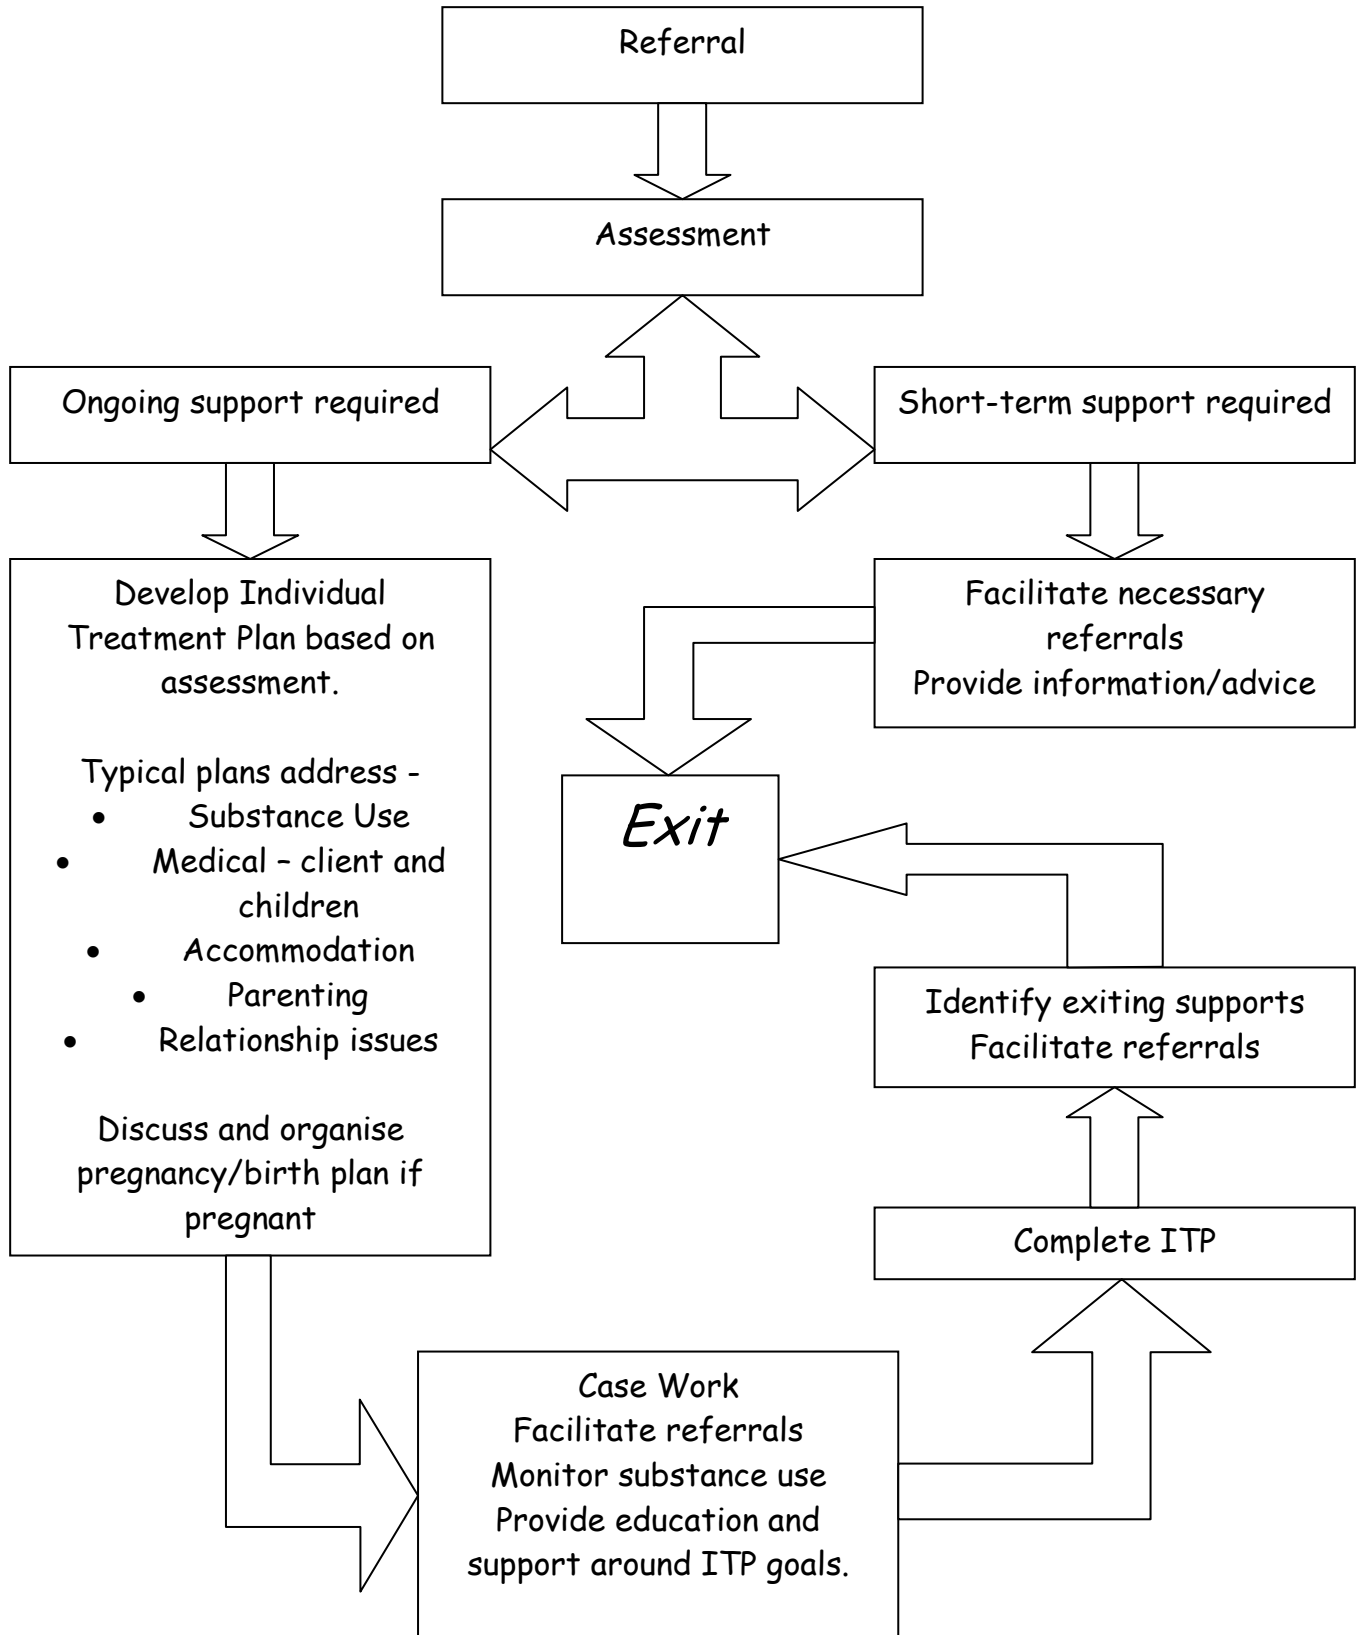 Referral
Assessment
Ongoing support required
Short-term support required
Develop Individual
Treatment Plan based on
assessment.
Typical plans address -
• Substance Use
• Medical – client and
children
• Accommodation
• Parenting
• Relationship issues
Discuss and organise
pregnancy/birth plan if
pregnant
Facilitate necessary
referrals
Provide information/advice
Exit
Identify exiting supports
Facilitate referrals
Complete ITP
Case Work
Facilitate referrals
Monitor substance use
Provide education and
support around ITP goals.